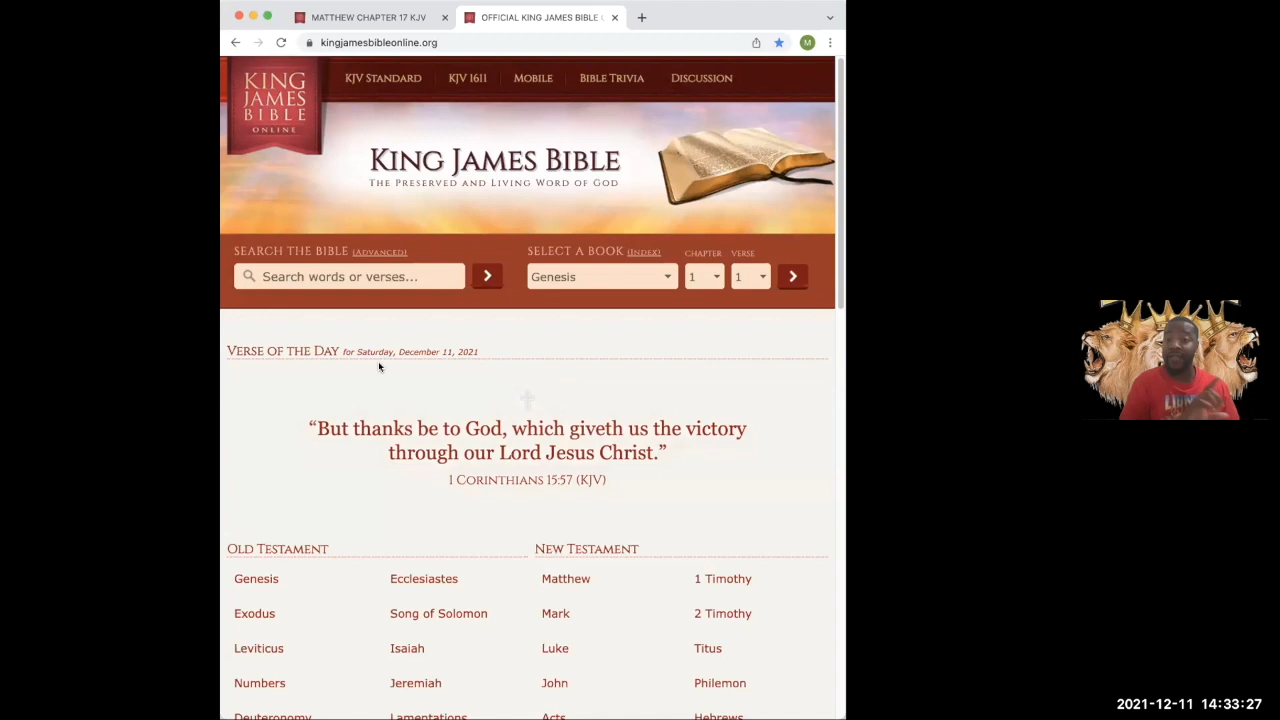 MATTHEW CHAPTER 17 KJV
OFFICIAL KING JAMES BIBLE
kingjamesbibleonline.org
M
KING
JAMES
BIBLE
ONLINE
KJV STANDARD
KJV 1611
MOBILE
BIBLE TRIVIA
DISCUSSION
KING JAMES BIBLE
THE PRESERVED AND LIVING WORD OF GOD
SEARCH THE BIBLE (ADVANCED)
SELECT A BOOK (INDEX)
CHAPTER
VERSE
Search words or verses...
Genesis
1
1
VERSE OF THE DAY for Saturday, December 11, 2021
“But thanks be to God, which giveth us the victory
through our Lord Jesus Christ.”
1 CORINTHIANS 15:57 (KJV)
OLD TESTAMENT
NEW TESTAMENT
Genesis
Ecclesiastes
Matthew
1 Timothy
Exodus
Song of Solomon
Mark
2 Timothy
Leviticus
Isaiah
Luke
Titus
Numbers
Jeremiah
John
Philemon
Deuteronomy
Lamentations
Acts
Hebrews
2021-12-11 14:33:27